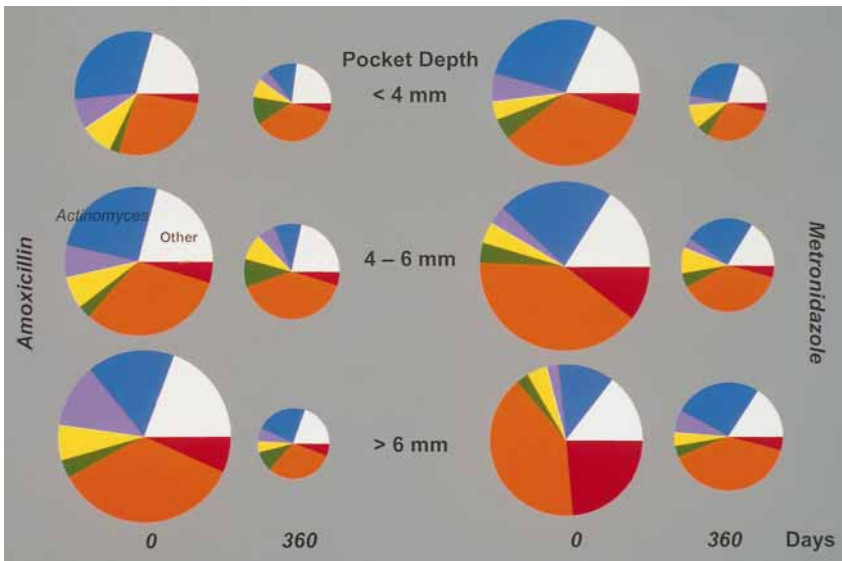 Pocket Depth
< 4 mm
Actinomyces
Other
4 – 6 mm
Amoxicillin
Metronidazole
> 6 mm
0
360
0
360
Days